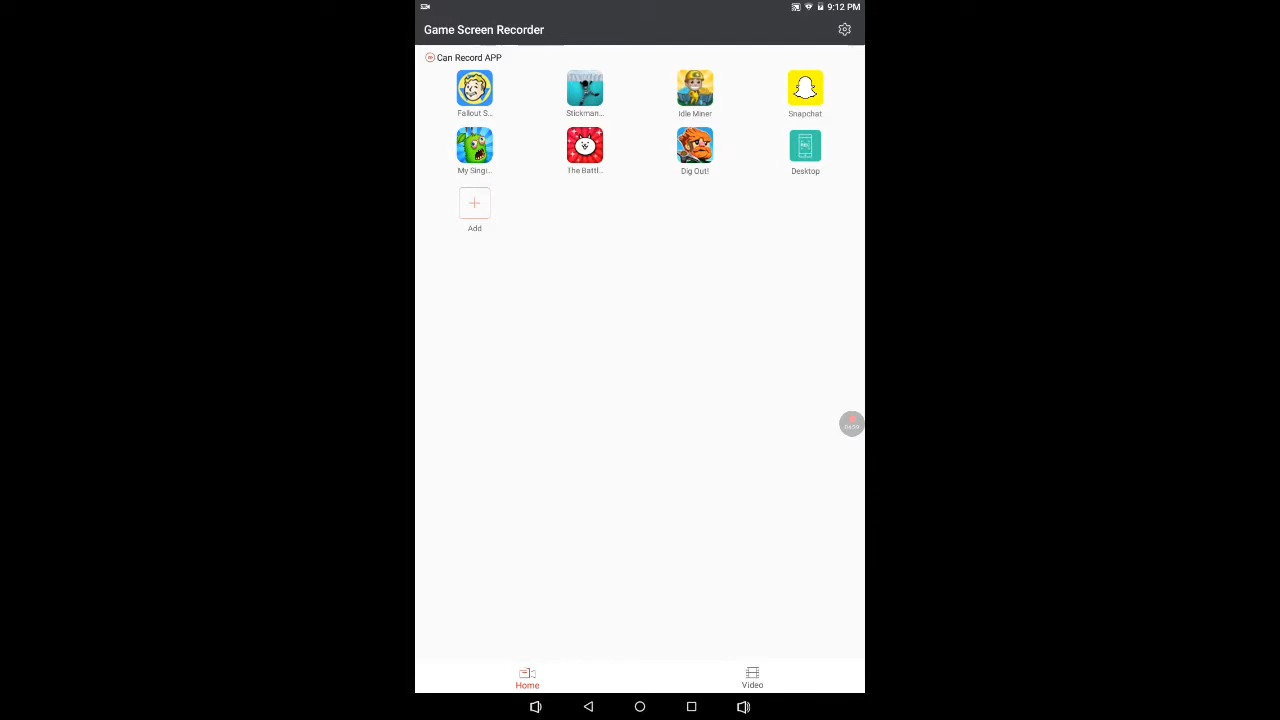 9:12 PM
Game Screen Recorder
Can Record APP
Fallout S...
Stickman...
Idle Miner
Snapchat
My Singi...
The Battl...
Dig Out!
Desktop
Add
Home
Video